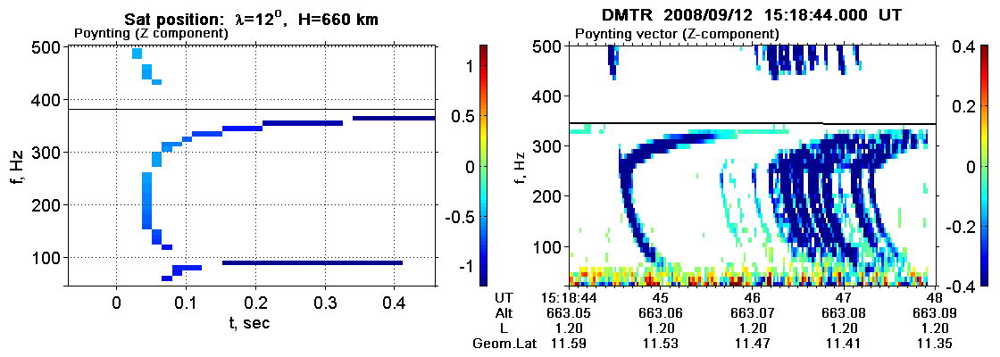 Sat position: λ=12°, H=660 km
Poynting (Z component)
500
400
300
200
100
f, Hz
0
0.1
0.2
0.3
0.4
t, sec
1
0.5
0
-0.5
-1
DMTR 2008/09/12 15:18:44.000 UT
Poynting vector (Z-component)
500
400
300
200
100
f, Hz
0.4
0.2
0
-0.2
-0.4
UT 15:18:44 45 46 47 48
Alt 663.05 663.06 663.07 663.08 663.09
L 1.20 1.20 1.20 1.20 1.20
Geom.Lat 11.59 11.53 11.47 11.41 11.35